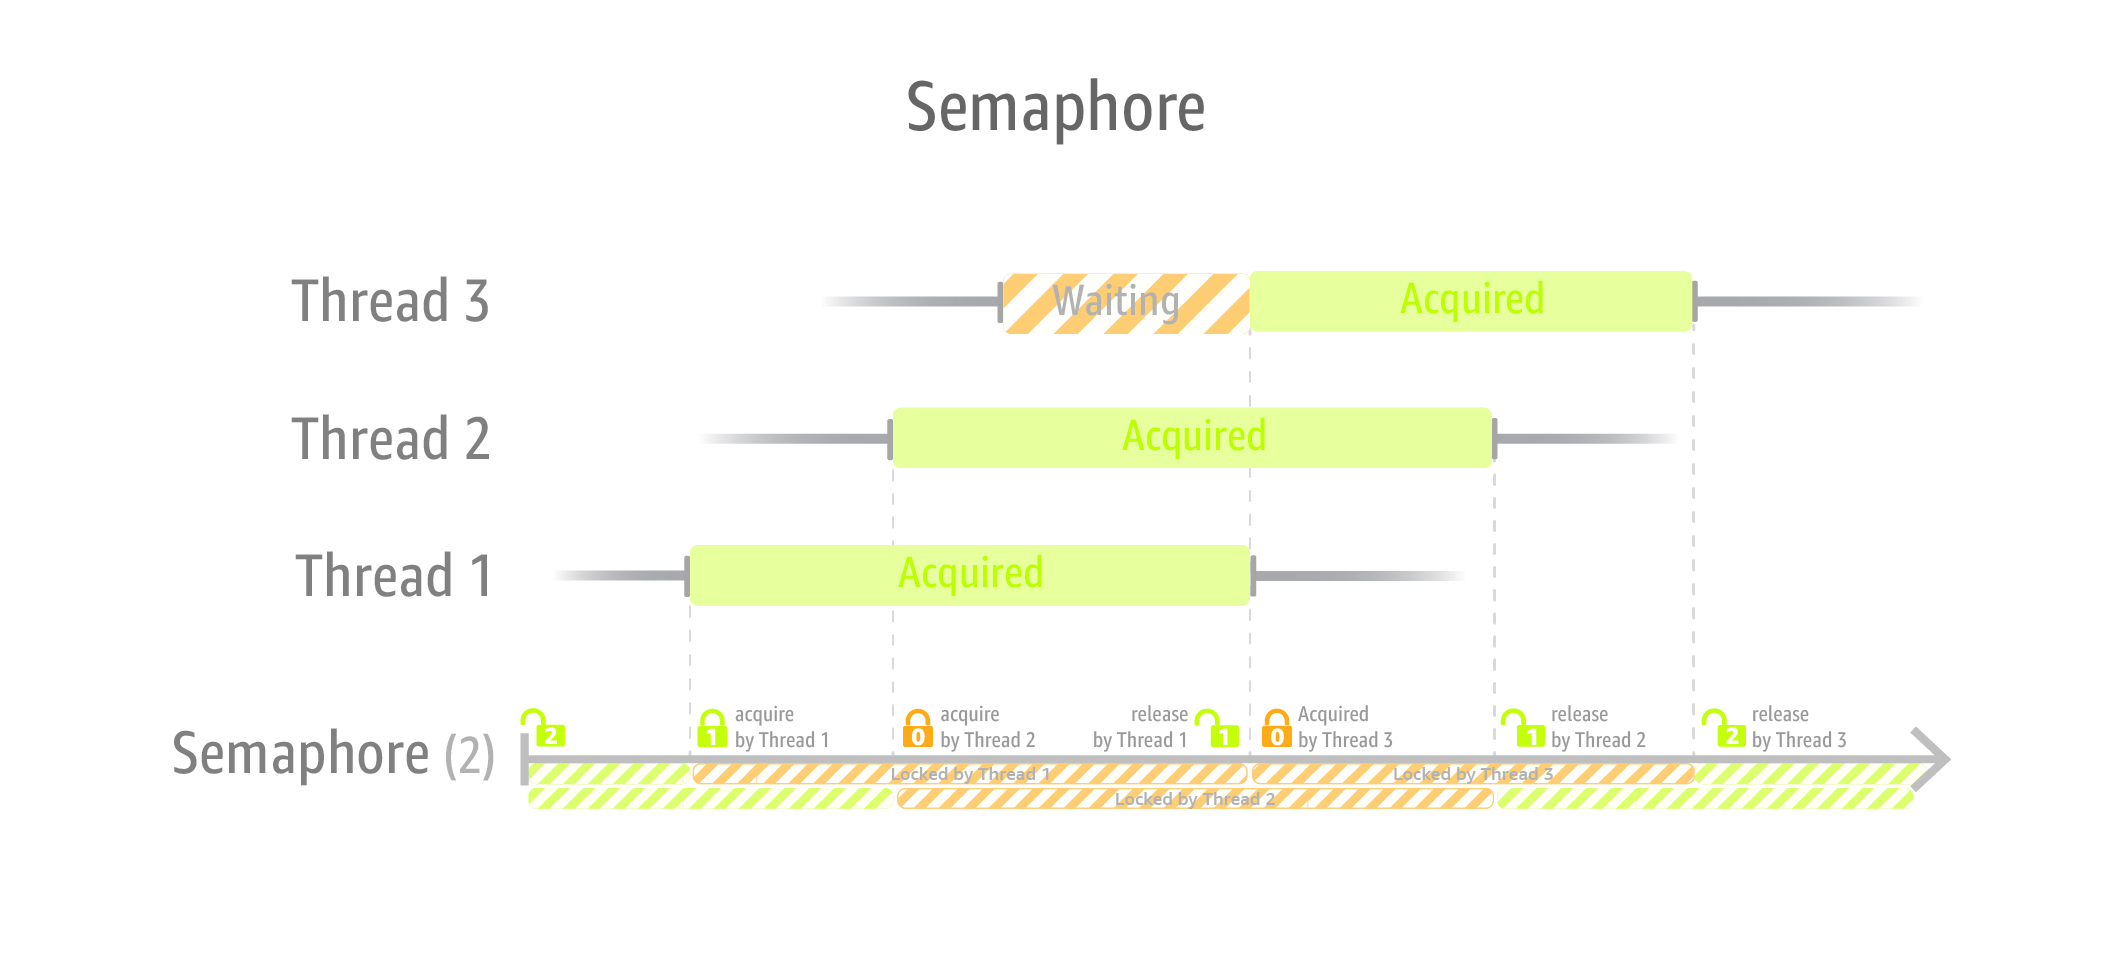 Semaphore
Thread 3
Waiting
Acquired
Thread 2
Acquired
Thread 1
Acquired
Semaphore (2)
2
1
acquire
by Thread 1
0
acquire
by Thread 2
release
by Thread 1
1
0
Acquired
by Thread 3
1
release
by Thread 2
2
release
by Thread 3
Locked by Thread 1
Locked by Thread 3
Locked by Thread 2